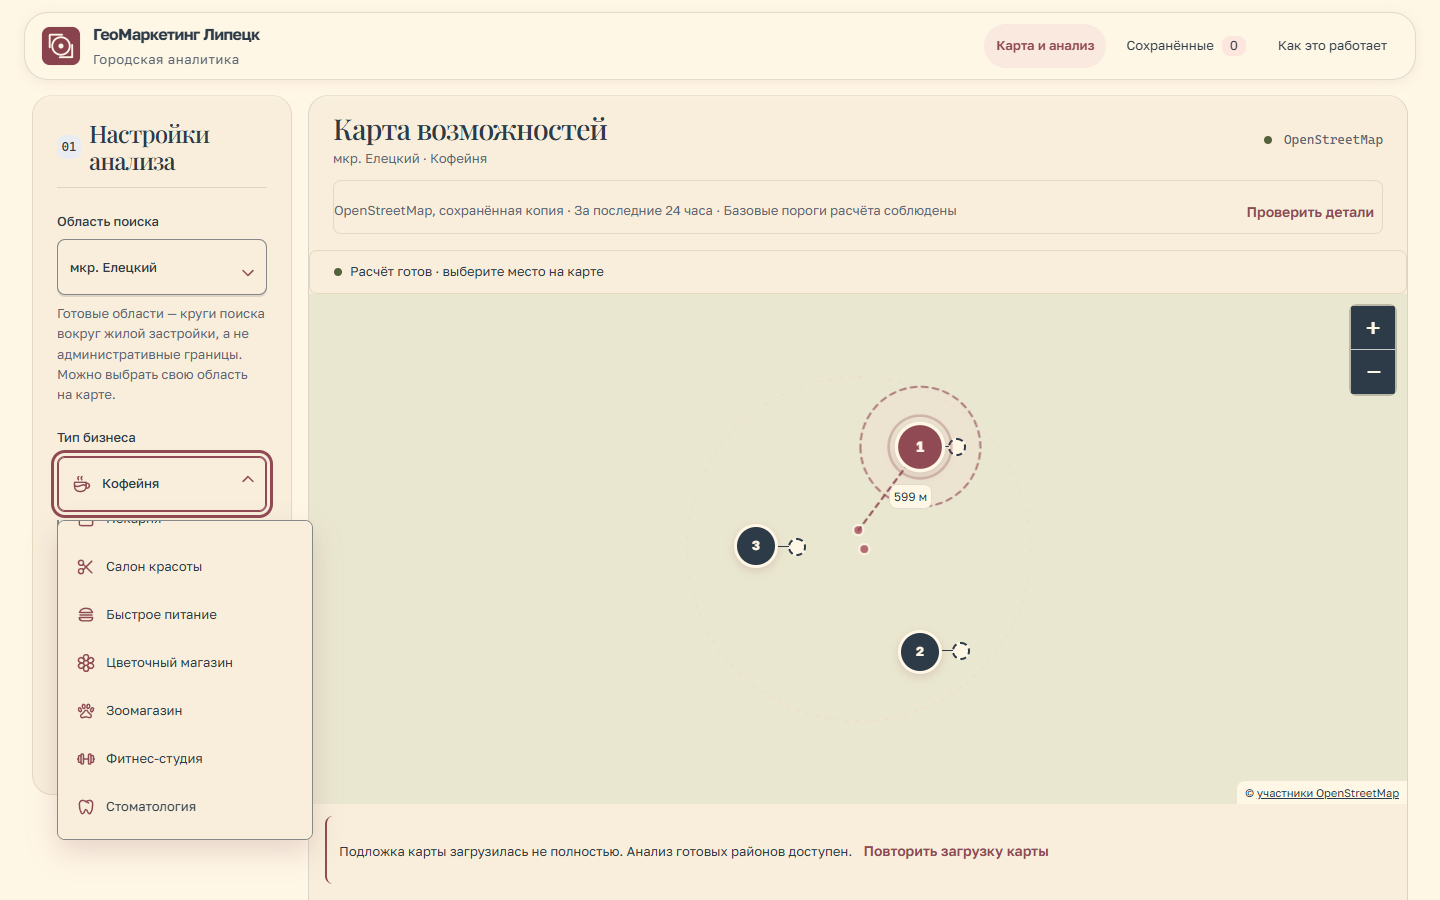 ГеоМаркетинг Липецк
Городская аналитика
Карта и анализ
Сохранённые 0
Как это работает
01
Настройки
анализа
Область поиска
мкр. Елецкий
Готовые области — круги поиска
вокруг жилой застройки, а не
административные границы.
Можно выбрать свою область
на карте.
Тип бизнеса
Кофейня
Пекарня
Салон красоты
Быстрое питание
Цветочный магазин
Зоомагазин
Фитнес-студия
Стоматология
Карта возможностей
мкр. Елецкий · Кофейня
OpenStreetMap
OpenStreetMap, сохранённая копия · За последние 24 часа · Базовые пороги расчёта соблюдены
Проверить детали
Расчёт готов · выберите место на карте
+
−
1
599 м
3
2
© участники OpenStreetMap
Подложка карты загрузилась не полностью. Анализ готовых районов доступен. Повторить загрузку карты